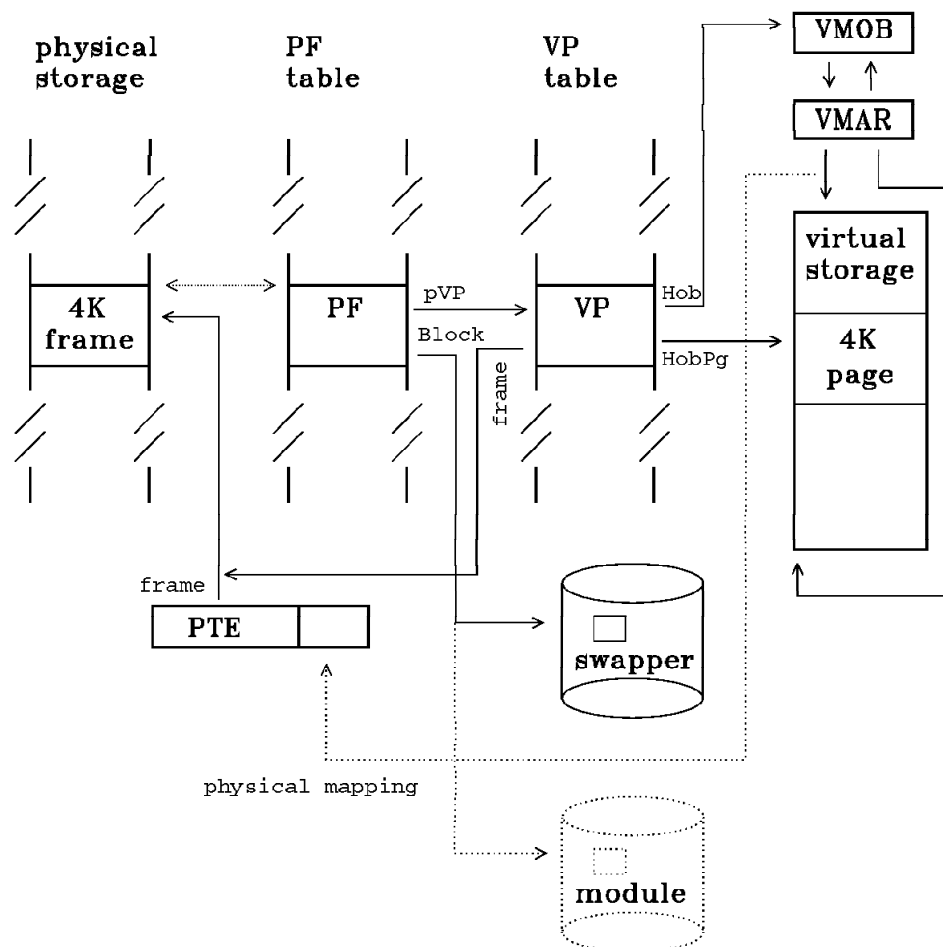 physical
storage
PF
table
VP
table
VMOB
VMAR
virtual
storage
4K
page
4K
frame
PF
pVP
Block
frame
VP
Hob
HobPg
frame
PTE
swapper
physical mapping
module